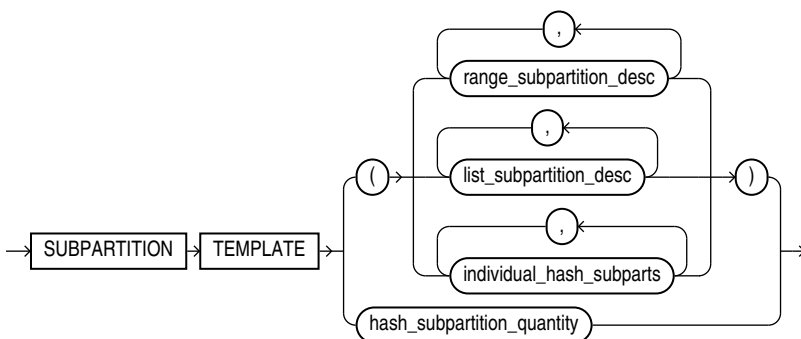 ,
range_subpartition_desc
,
( list_subpartition_desc )
SUBPARTITION TEMPLATE
,
individual_hash_subparts
hash_subpartition_quantity